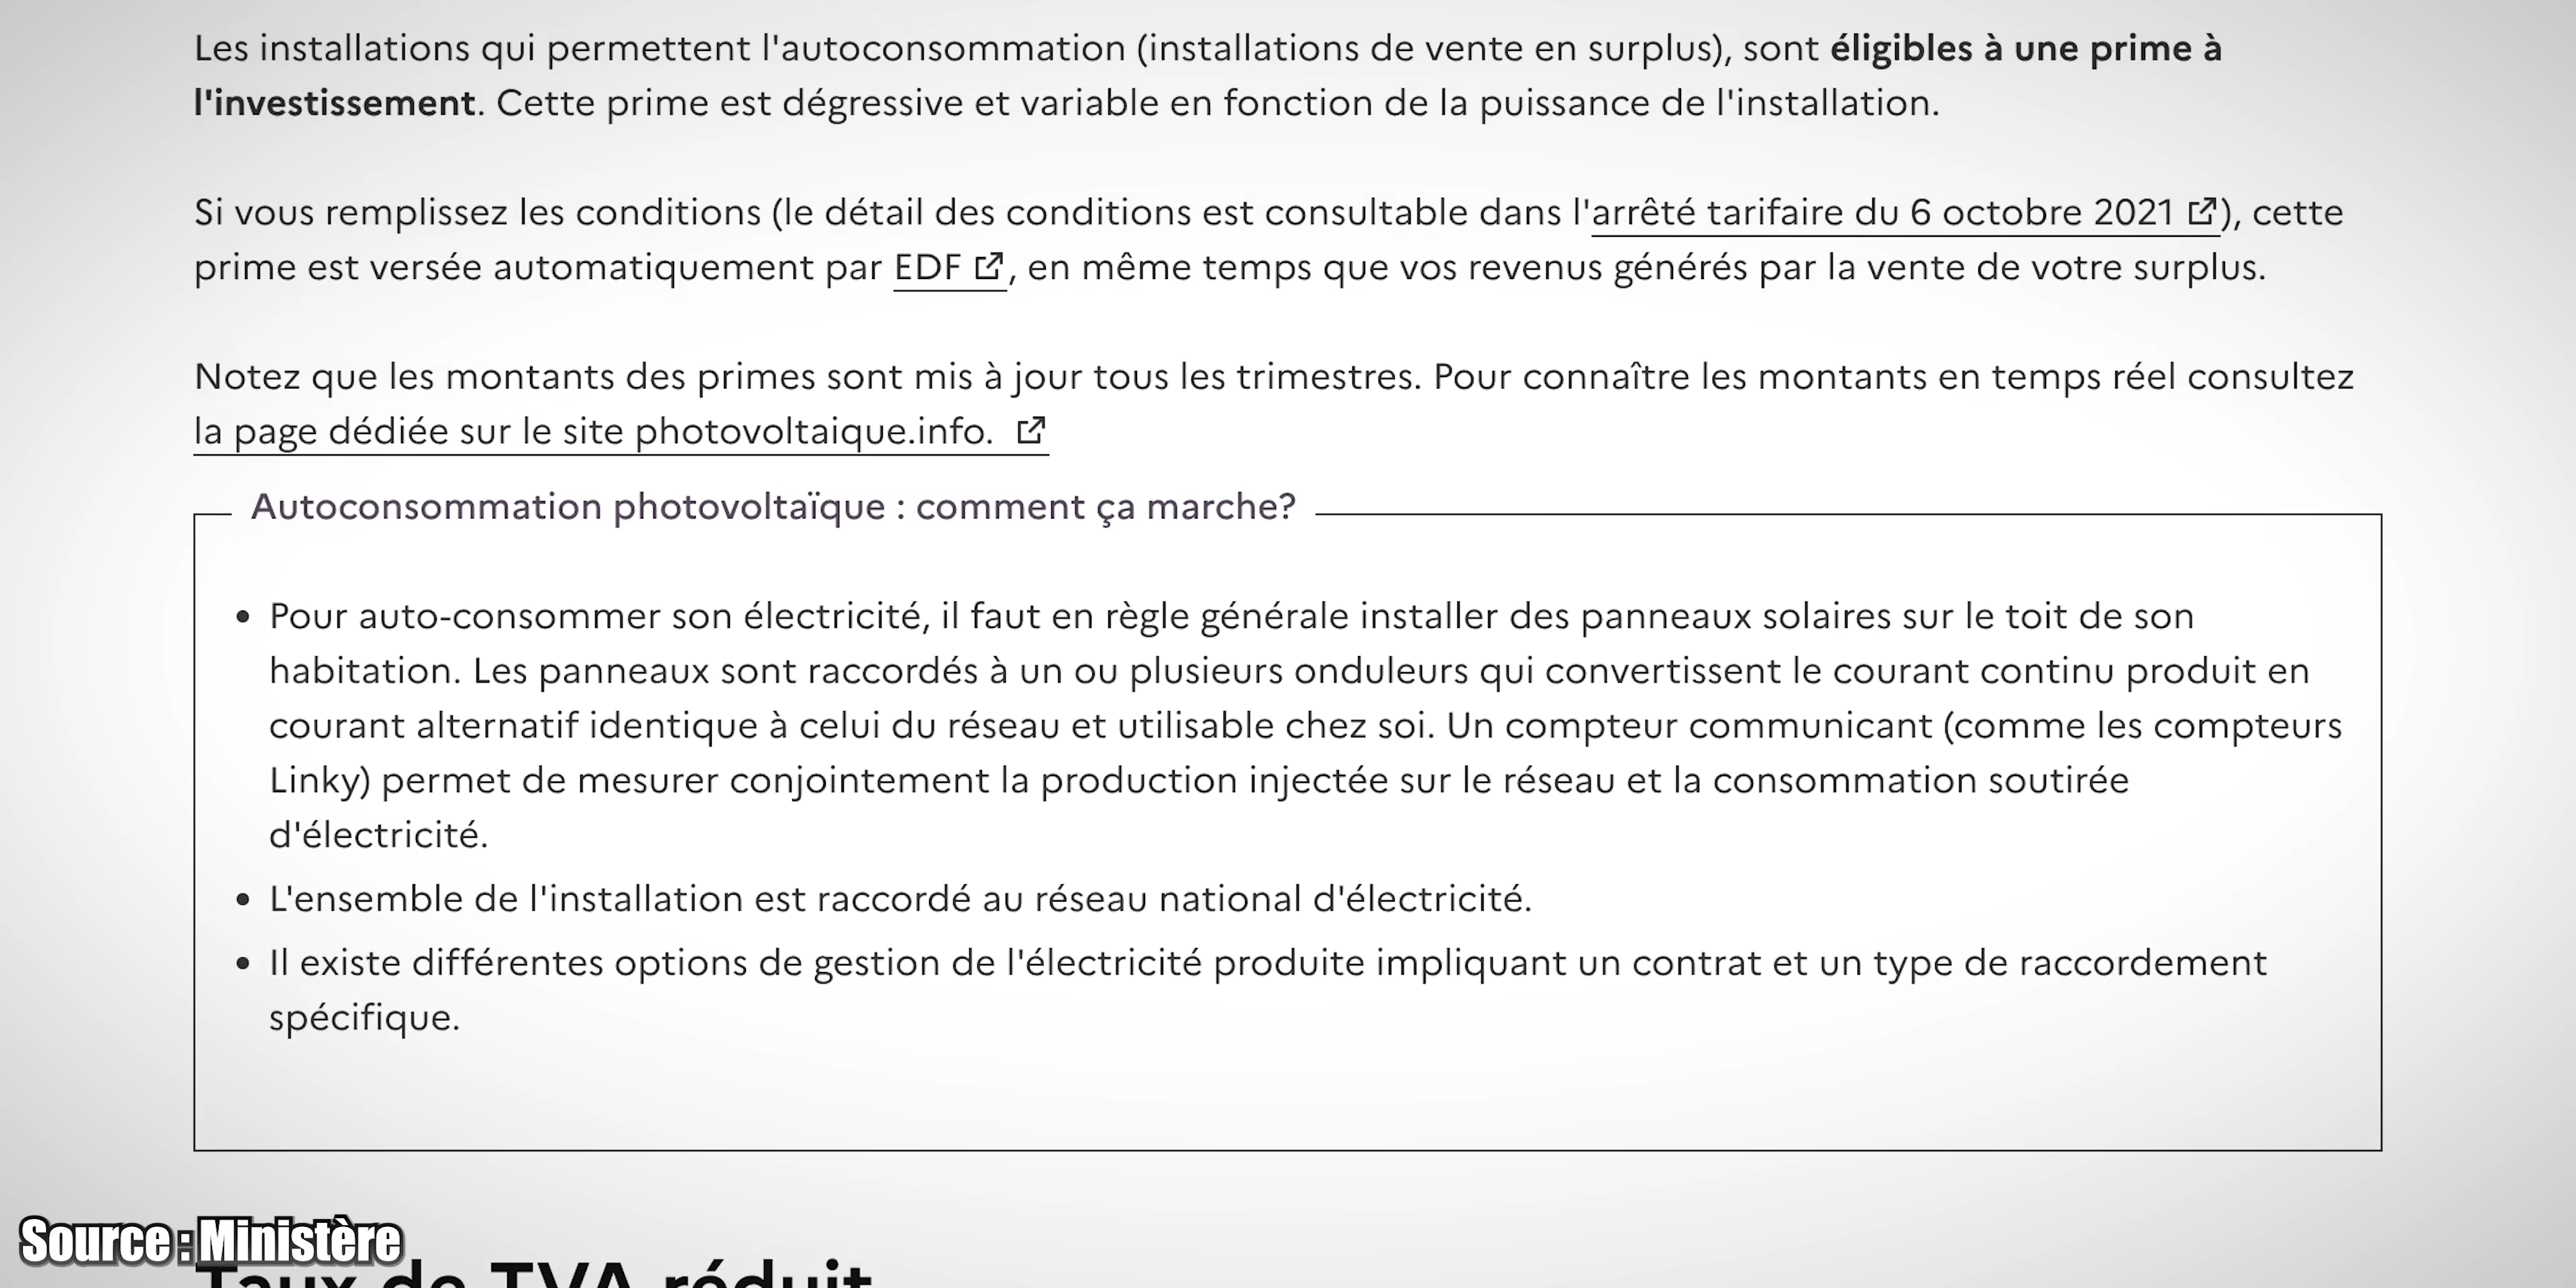 Les installations qui permettent l'autoconsommation (installations de vente en surplus), sont éligibles à une prime à
l'investissement. Cette prime est dégressive et variable en fonction de la puissance de l'installation.
Si vous remplissez les conditions (le détail des conditions est consultable dans l'arrêté tarifaire du 6 octobre 2021), cette
prime est versée automatiquement par EDF, en même temps que vos revenus générés par la vente de votre surplus.
Notez que les montants des primes sont mis à jour tous les trimestres. Pour connaître les montants en temps réel consultez
la page dédiée sur le site photovoltaique.info.
Autoconsommation photovoltaïque : comment ça marche?
• Pour auto-consommer son électricité, il faut en règle générale installer des panneaux solaires sur le toit de son
habitation. Les panneaux sont raccordés à un ou plusieurs onduleurs qui convertissent le courant continu produit en
courant alternatif identique à celui du réseau et utilisable chez soi. Un compteur communicant (comme les compteurs
Linky) permet de mesurer conjointement la production injectée sur le réseau et la consommation soutirée
d'électricité.
• L'ensemble de l'installation est raccordé au réseau national d'électricité.
• Il existe différentes options de gestion de l'électricité produite impliquant un contrat et un type de raccordement
spécifique.
Source : Ministère
Taux de TVA réduit